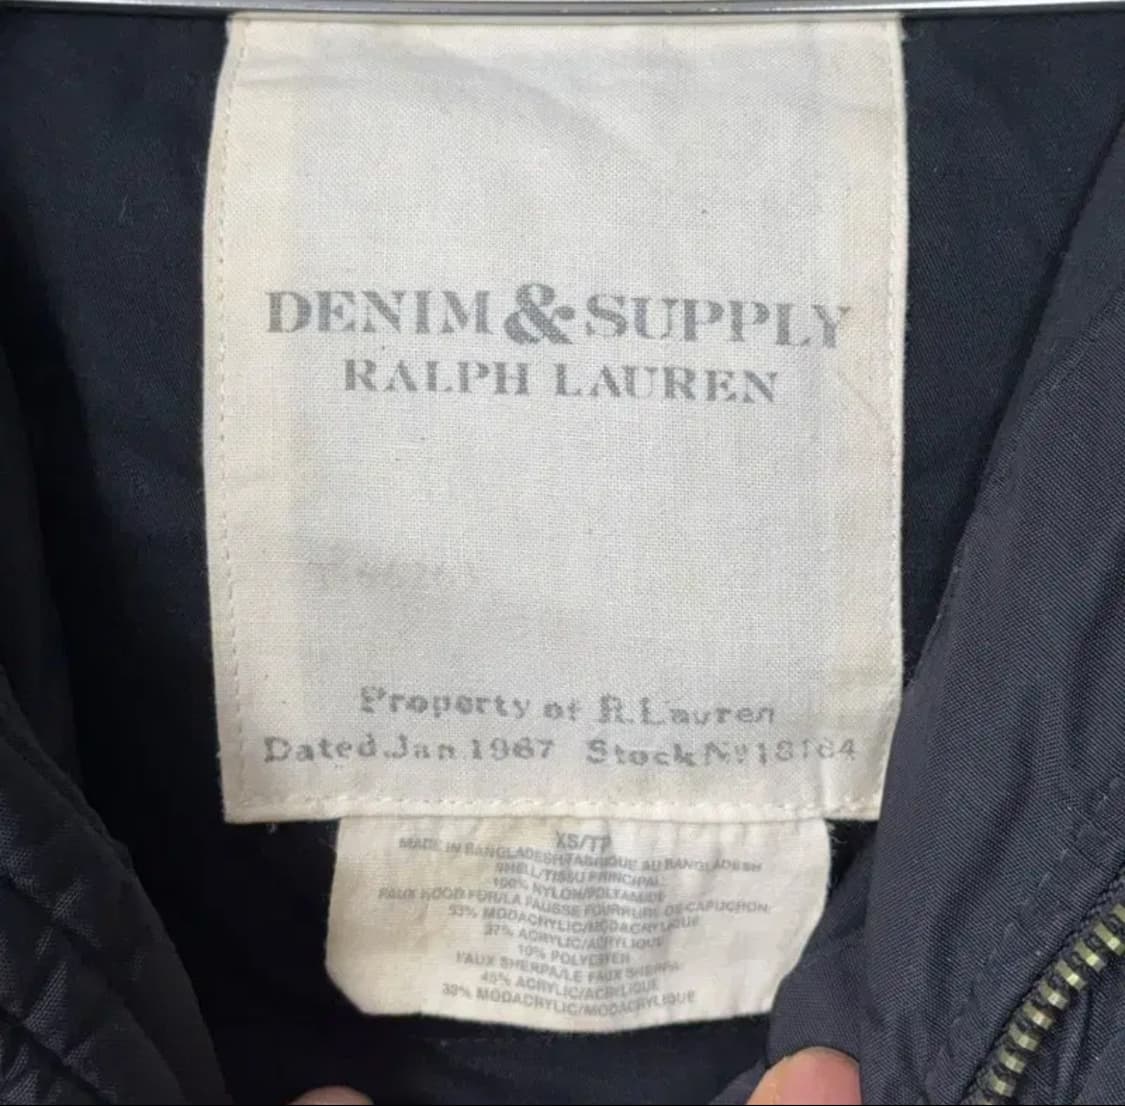 DENIM & SUPPLY
RALPH LAUREN
Property of R.Lauren
Dated.Jan.1967 Stock Nº 18164
XS/TP
MADE IN BANGLADESH/FABRIQUE AU BANGLADESH
SHELL/TISSU PRINCIPAL:
100% NYLON/POLYAMIDE
FAUX HOOD FUR/LA FAUSSE FOURRURE DE CAPUCHON:
53% MODACRYLIC/MODACRYLIQUE
37% ACRYLIC/ACRYLIQUE
10% POLYESTER
FAUX SHERPA/LE FAUX SHERPA
45% ACRYLIC/ACRYLIQUE
33% MODACRYLIC/MODACRYLIQUE